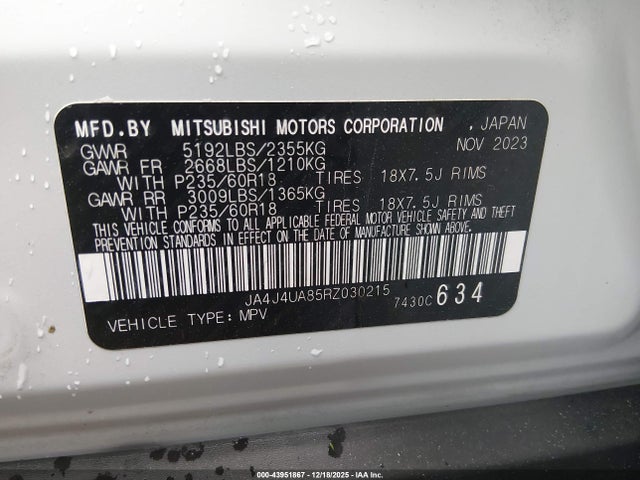 MFD.BY MITSUBISHI MOTORS CORPORATION , JAPAN
GWWR 5192LBS/2355KG NOV 2023
GAWR FR 2668LBS/1210KG
WITH P235/60R18 TIRES 18X7.5J RIMS
GAWR RR 3009LBS/1365KG
WITH P235/60R18 TIRES 18X7.5J RIMS
THIS VEHICLE CONFORMS TO ALL APPLICABLE FEDERAL MOTOR VEHICLE SAFETY AND THEFT
PREVENTION STANDARDS IN EFFECT ON THE DATE OF MANUFACTURE SHOWN ABOVE.
JA4J4UA85RZ030215
7430C 634
VEHICLE TYPE: MPV
000-43951867 | 12/18/2025 - IAA Inc.